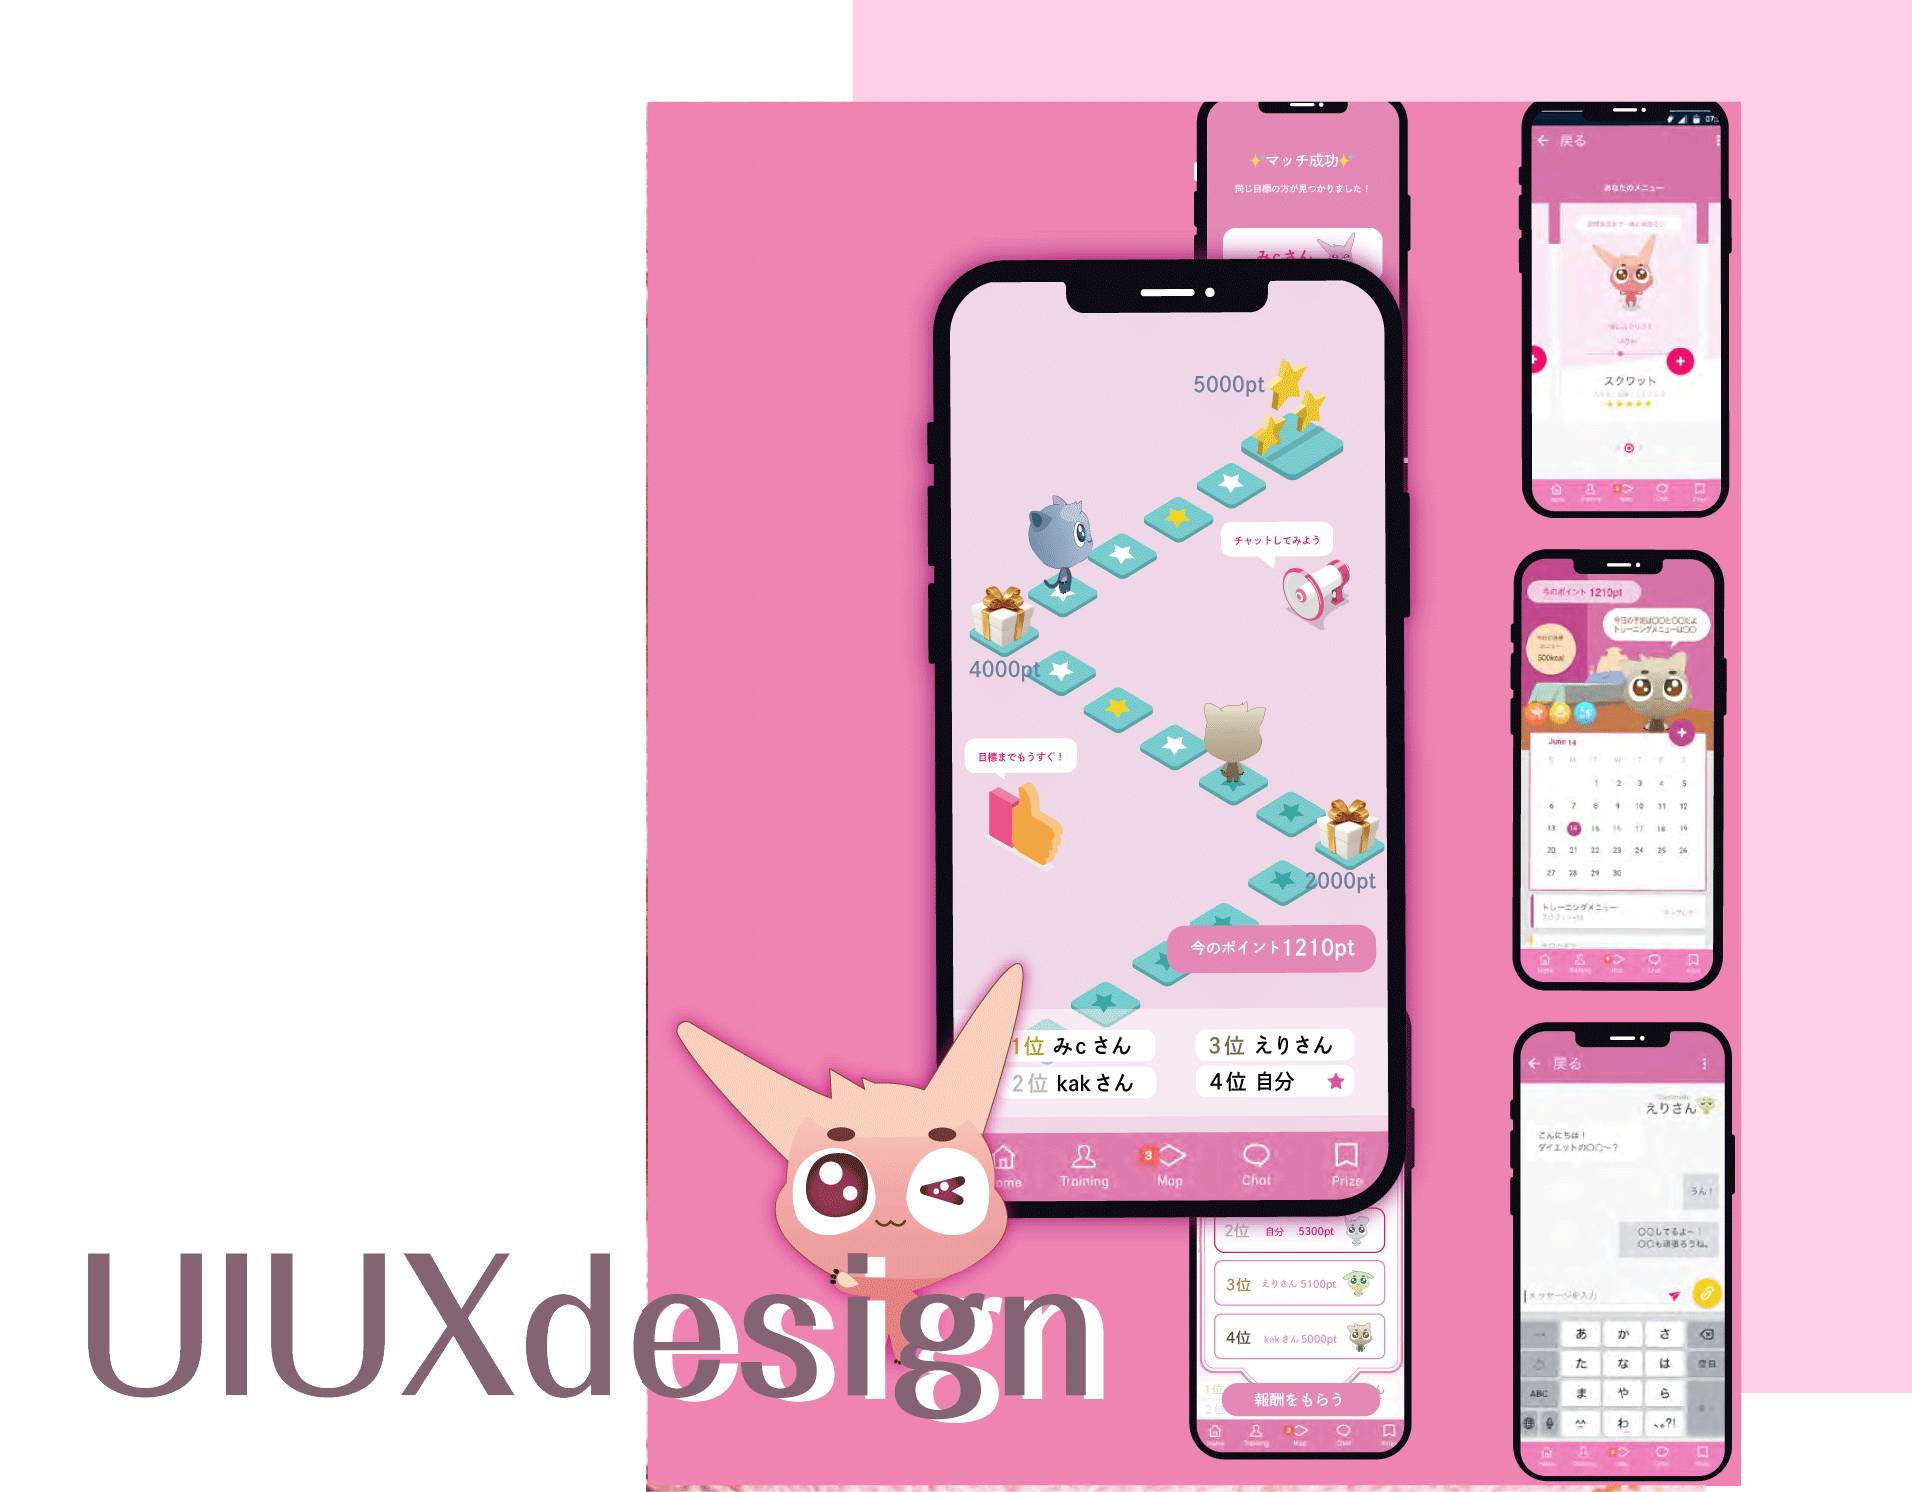 ✨マッチ成功✨
同じ目標の方が見つかりました！
みcさん
5000pt
チャットしてみよう
4000pt
目標までもうすぐ！
2000pt
今のポイント1210pt
1位 みcさん
3位 えりさん
2位 kakさん
4位 自分
3
Training
Map
Chat
Prize
2位 自分 5300pt
3位 えりさん 5100pt
4位 kakさん 5000pt
報酬をもらう
UIUXdesign
戻る
あなたのメニュー
スクワット
今のポイント 1210pt
今日の予定は〇〇と〇〇だよ
トレーニングメニューは〇〇
500kcal
June 14
1 2 3 4 5
6 7 8 9 10 11 12
13 14 15 16 17 18 19
20 21 22 23 24 25 26
27 28 29 30
トレーニングメニュー
戻る
えりさん
こんにちは！
ダイエットの〇〇～？
うん！
〇〇してるよ～！
〇〇も頑張ろうね。
メッセージを入力
あ か さ
た な は 空白
ABC ま や ら
^^ わ 、。?!